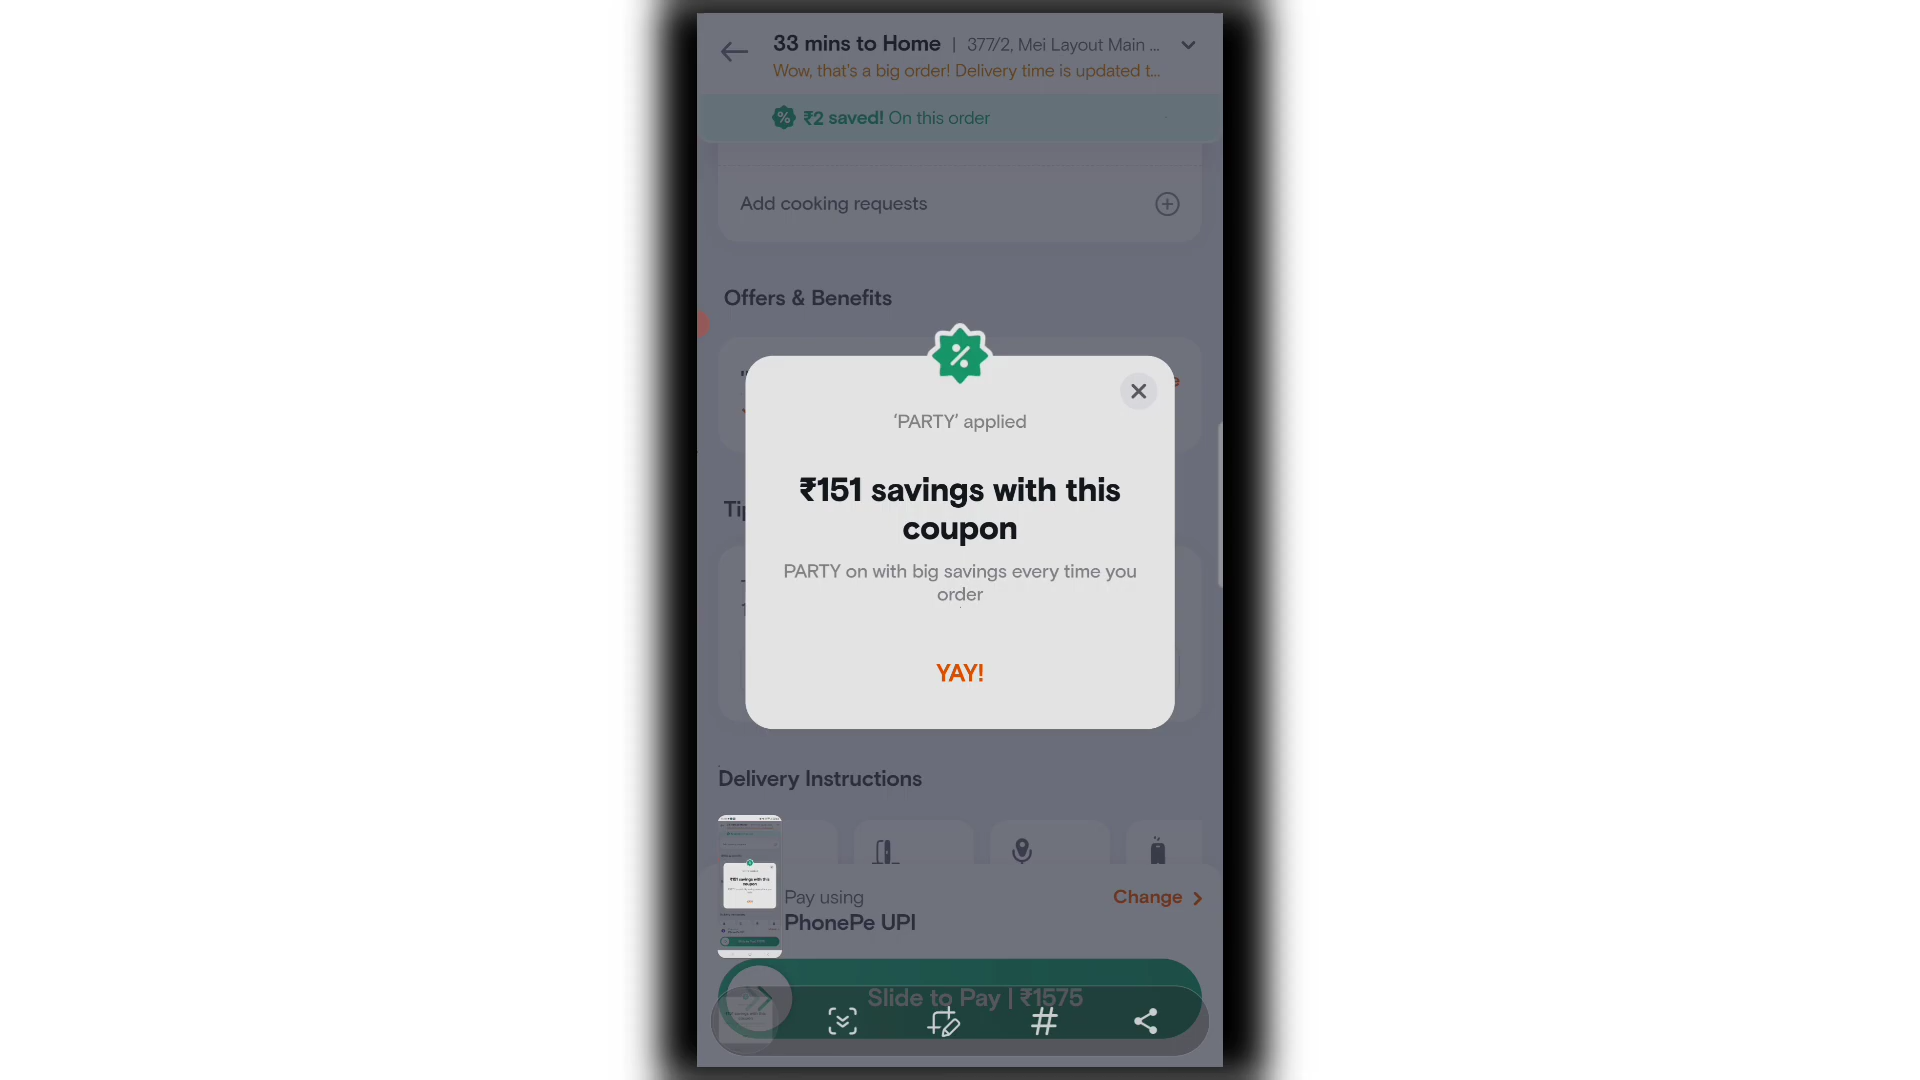 33 mins to Home | 377/2, Mei Layout Main ...
Wow, that's a big order! Delivery time is updated t...
₹2 saved! On this order
Add cooking requests
Offers & Benefits
'PARTY' applied
₹151 savings with this
coupon
PARTY on with big savings every time you
order
YAY!
Delivery Instructions
Pay using
PhonePe UPI
Change
Slide to Pay | ₹1575